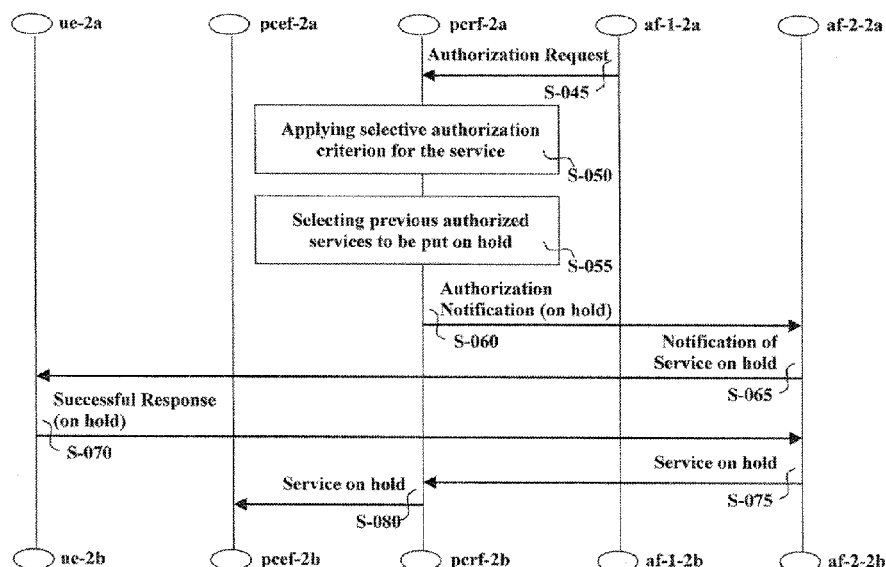 ue-2a pcef-2a pcrf-2a af-1-2a af-2-2a
Authorization Request
S-045
Applying selective authorization
criterion for the service
S-050
Selecting previous authorized
services to be put on hold
S-055
Authorization
Notification (on hold)
S-060
Notification of
Service on hold
S-065
Successful Response
(on hold)
S-070
Service on hold
S-075
Service on hold
S-080
ue-2b pcef-2b pcrf-2b af-1-2b af-2-2b